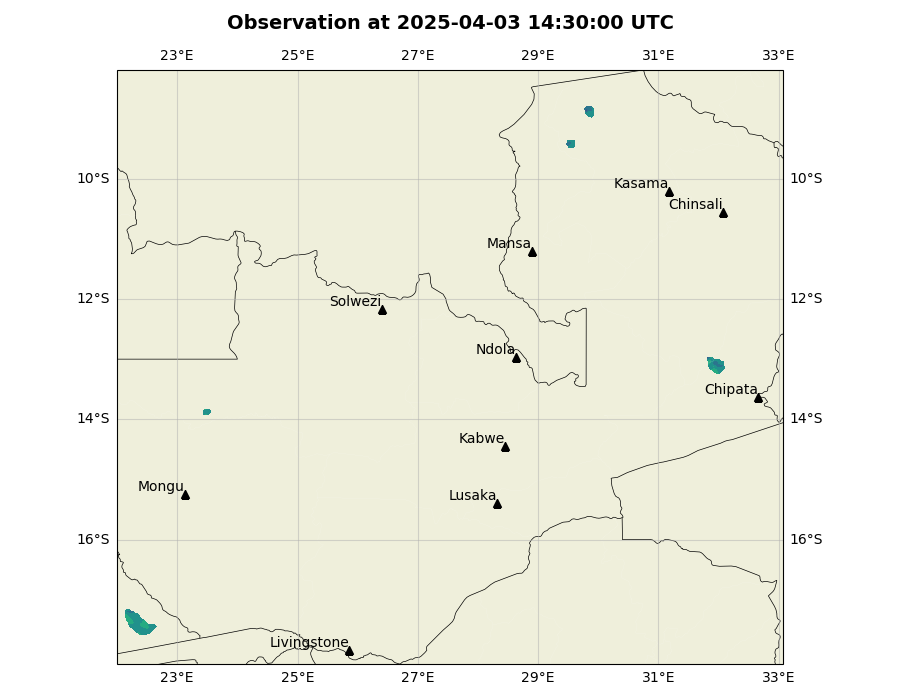 Observation at 2025-04-03 14:30:00 UTC
23°E 25°E 27°E 29°E 31°E 33°E
10°S 10°S
Kasama
Chinsali
Mansa
12°S 12°S
Solwezi
Ndola
Chipata
14°S 14°S
Kabwe
Mongu
Lusaka
16°S 16°S
Livingstone
23°E 25°E 27°E 29°E 31°E 33°E